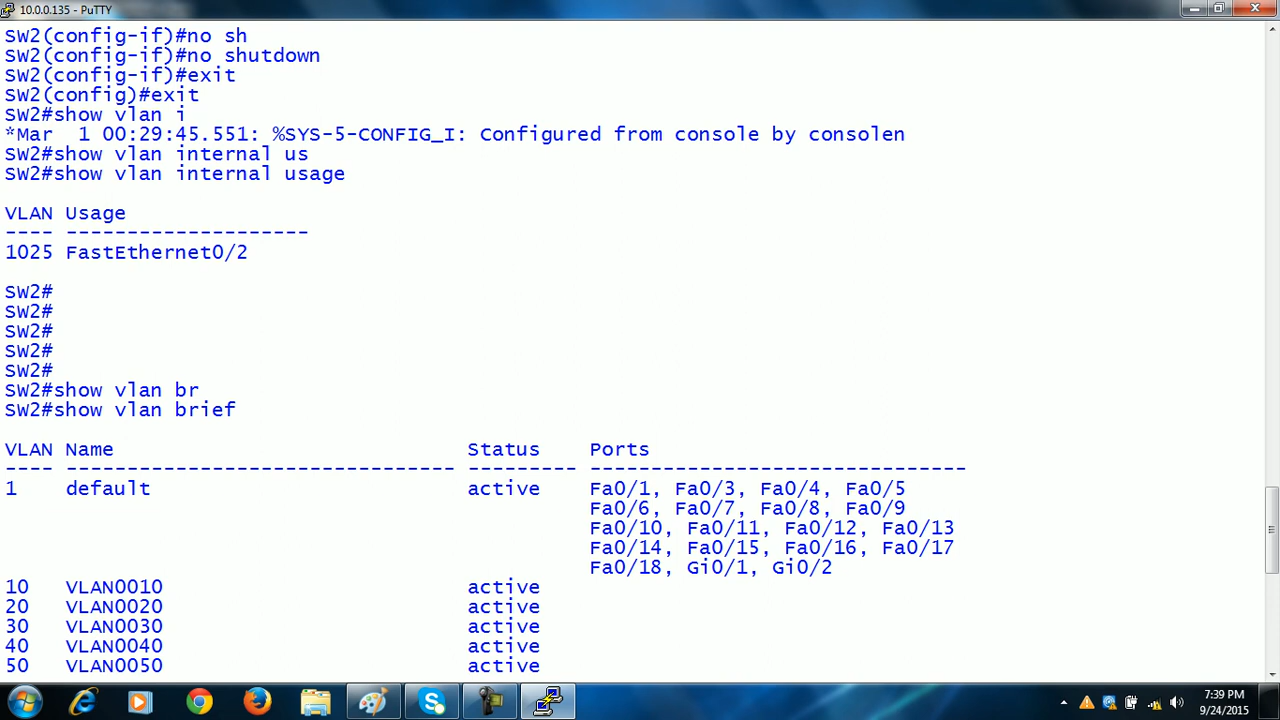 10.0.0.135 - PuTTY
SW2(config-if)#no sh
SW2(config-if)#no shutdown
SW2(config-if)#exit
SW2(config)#exit
SW2#show vlan i
*Mar  1 00:29:45.551: %SYS-5-CONFIG_I: Configured from console by consolen
SW2#show vlan internal us
SW2#show vlan internal usage
VLAN Usage
---- --------------------
1025 FastEthernet0/2
SW2#
SW2#
SW2#
SW2#
SW2#
SW2#show vlan br
SW2#show vlan brief
VLAN Name                             Status    Ports
---- -------------------------------- --------- -------------------------------
1    default                          active    Fa0/1, Fa0/3, Fa0/4, Fa0/5
                                                Fa0/6, Fa0/7, Fa0/8, Fa0/9
                                                Fa0/10, Fa0/11, Fa0/12, Fa0/13
                                                Fa0/14, Fa0/15, Fa0/16, Fa0/17
                                                Fa0/18, Gi0/1, Gi0/2
10   VLAN0010                         active
20   VLAN0020                         active
30   VLAN0030                         active
40   VLAN0040                         active
50   VLAN0050                         active
7:39 PM
9/24/2015